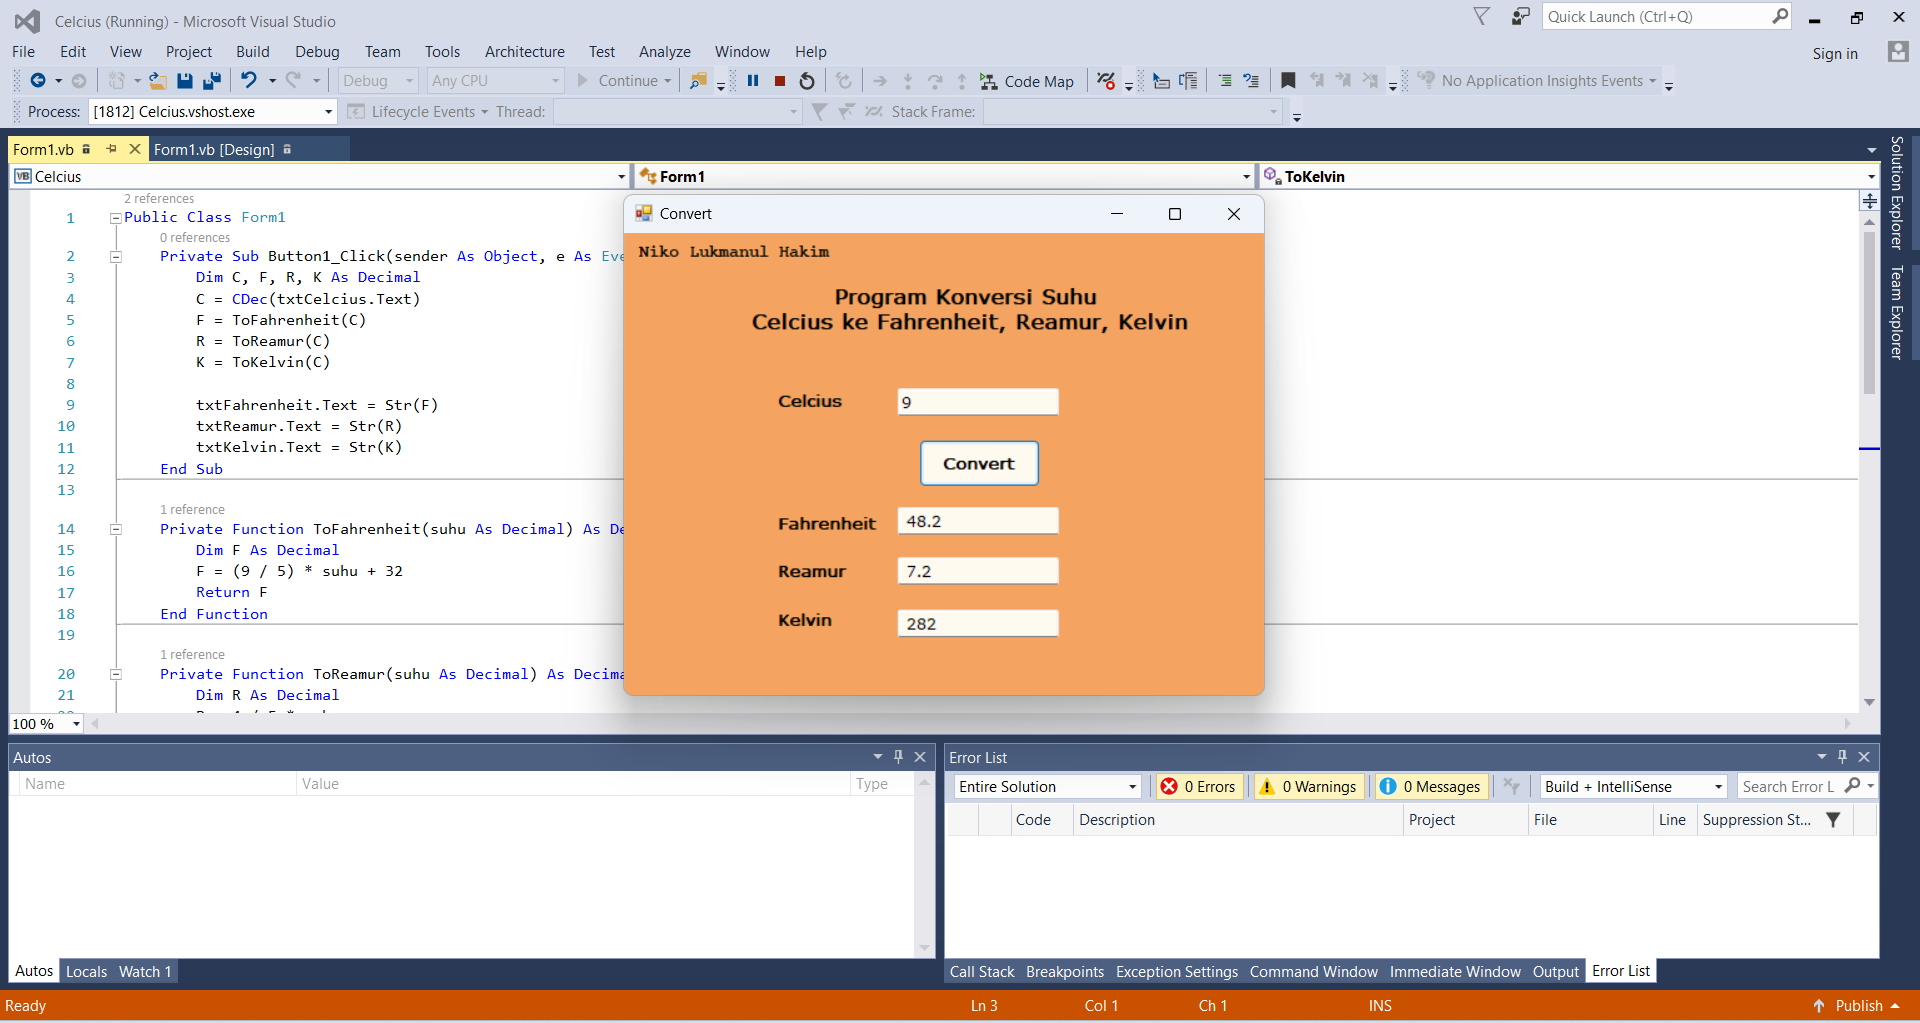 Celcius (Running) - Microsoft Visual Studio
Quick Launch (Ctrl+Q)
File Edit View Project Build Debug Team Tools Architecture Test Analyze Window Help
Sign in
Debug Any CPU Continue Code Map No Application Insights Events
Process: [1812] Celcius.vshost.exe Lifecycle Events Thread: Stack Frame:
Form1.vb Form1.vb [Design]
VB Celcius Form1 ToKelvin
Solution Explorer
Team Explorer
2 references
1 Public Class Form1
0 references
2 Private Sub Button1_Click(sender As Object, e As Eve
3 Dim C, F, R, K As Decimal
4 C = CDec(txtCelcius.Text)
5 F = ToFahrenheit(C)
6 R = ToReamur(C)
7 K = ToKelvin(C)
8
9 txtFahrenheit.Text = Str(F)
10 txtReamur.Text = Str(R)
11 txtKelvin.Text = Str(K)
12 End Sub
13
1 reference
14 Private Function ToFahrenheit(suhu As Decimal) As De
15 Dim F As Decimal
16 F = (9 / 5) * suhu + 32
17 Return F
18 End Function
19
1 reference
20 Private Function ToReamur(suhu As Decimal) As Decima
21 Dim R As Decimal
100 %
Convert
Niko Lukmanul Hakim
Program Konversi Suhu
Celcius ke Fahrenheit, Reamur, Kelvin
Celcius 9
Convert
Fahrenheit 48.2
Reamur 7.2
Kelvin 282
Autos
Name Value Type
Autos Locals Watch 1
Error List
Entire Solution 0 Errors 0 Warnings 0 Messages Build + IntelliSense Search Error L
Code Description Project File Line Suppression St...
Call Stack Breakpoints Exception Settings Command Window Immediate Window Output Error List
Ready Ln 3 Col 1 Ch 1 INS Publish